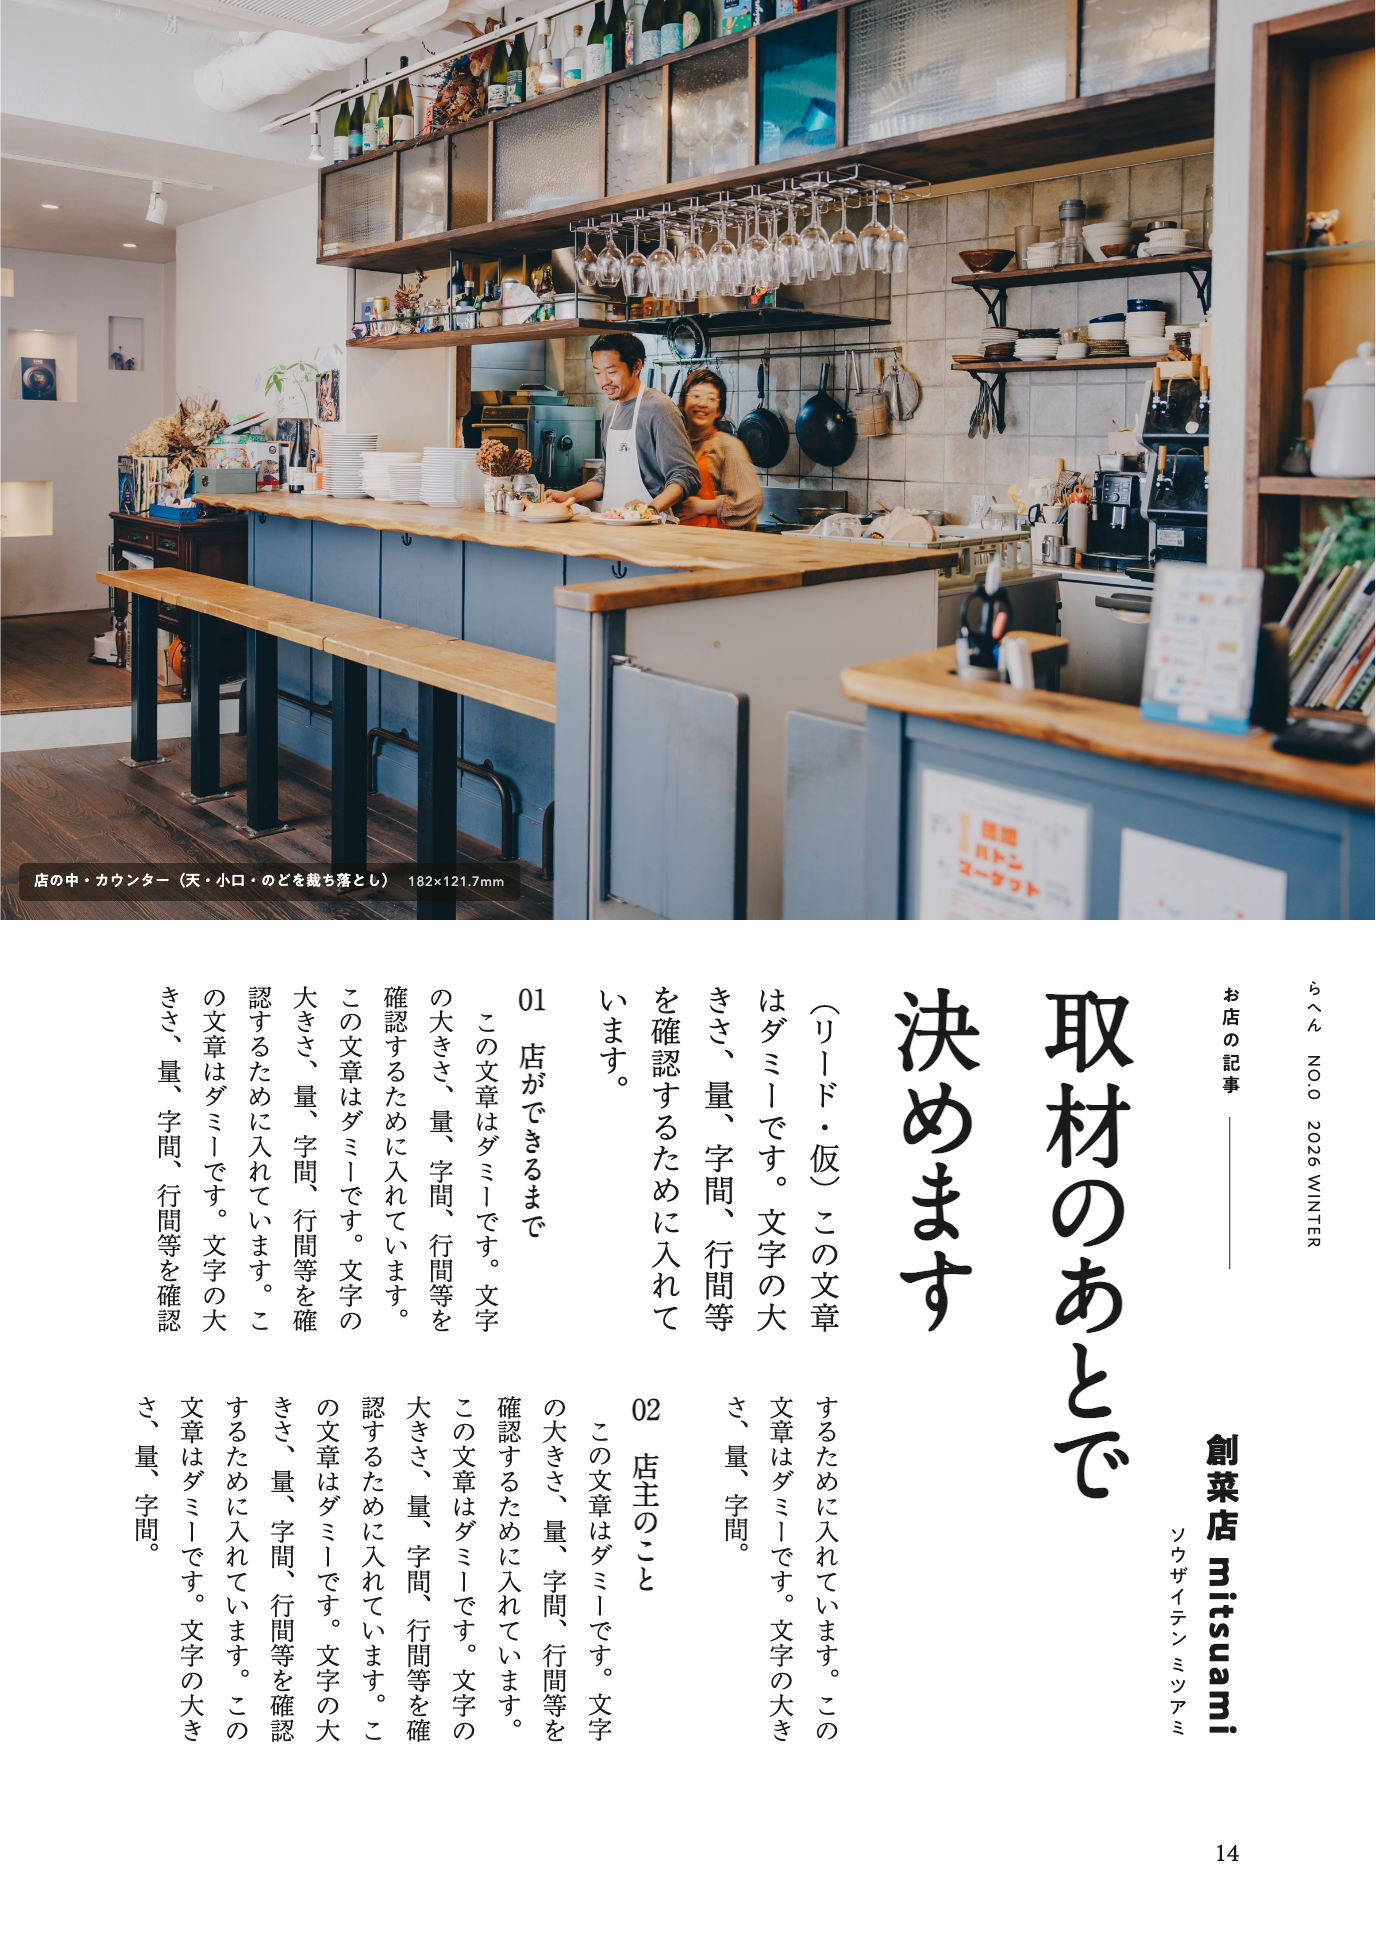 店の中・カウンター（天・小口・のどを裁ち落とし） 182×121.7mm
団地
バトン
マーケット
らへん NO.0 2026 WINTER
お店の記事
創菜店 mitsuami
ソウザイテン ミツアミ
取材のあとで
決めます
（リード・仮）この文章
はダミーです。文字の大
きさ、量、字間、行間等
を確認するために入れて
います。
01 店ができるまで
この文章はダミーです。文字
の大きさ、量、字間、行間等を
確認するために入れています。
この文章はダミーです。文字の
大きさ、量、字間、行間等を確
認するために入れています。こ
の文章はダミーです。文字の大
きさ、量、字間、行間等を確認
するために入れています。この
文章はダミーです。文字の大き
さ、量、字間。
02 店主のこと
この文章はダミーです。文字
の大きさ、量、字間、行間等を
確認するために入れています。
この文章はダミーです。文字の
大きさ、量、字間、行間等を確
認するために入れています。こ
の文章はダミーです。文字の大
きさ、量、字間、行間等を確認
するために入れています。この
文章はダミーです。文字の大き
さ、量、字間。
14